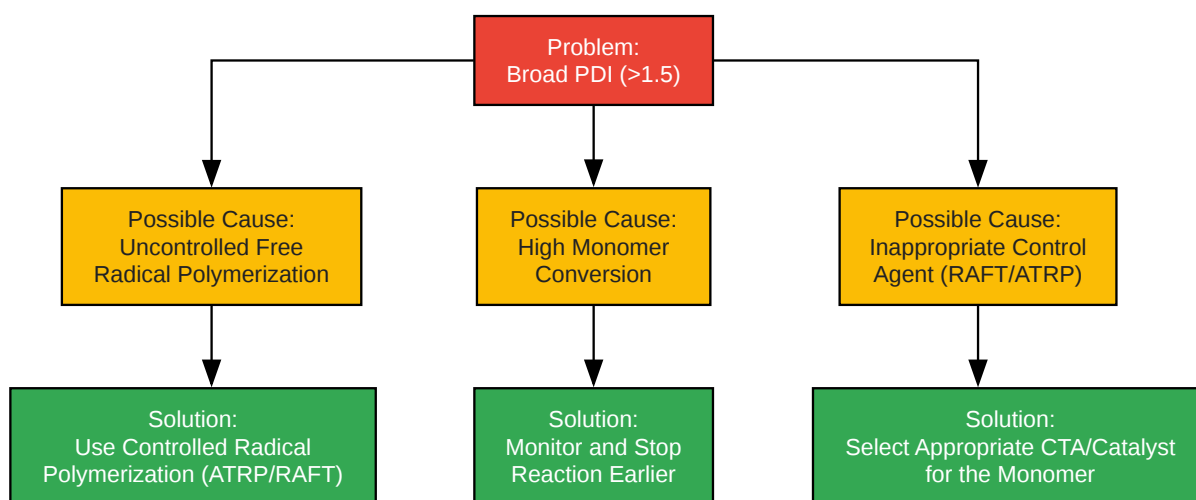 Problem:
Broad PDI (>1.5)
Possible Cause:
Uncontrolled Free
Radical Polymerization
Possible Cause:
High Monomer
Conversion
Possible Cause:
Inappropriate Control
Agent (RAFT/ATRP)
Solution:
Use Controlled Radical
Polymerization (ATRP/RAFT)
Solution:
Monitor and Stop
Reaction Earlier
Solution:
Select Appropriate CTA/Catalyst
for the Monomer